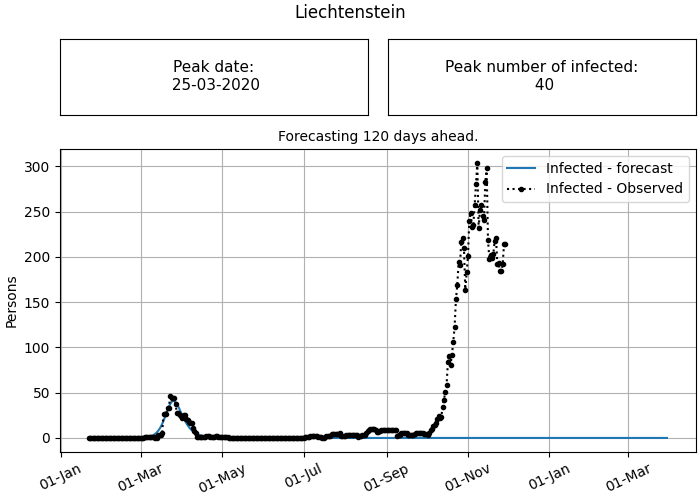 Liechtenstein
Peak date:
25-03-2020
Peak number of infected:
40
Forecasting 120 days ahead.
Infected - forecast
Infected - Observed
Persons
300
250
200
150
100
50
0
01-Jan
01-Mar
01-May
01-Jul
01-Sep
01-Nov
01-Jan
01-Mar